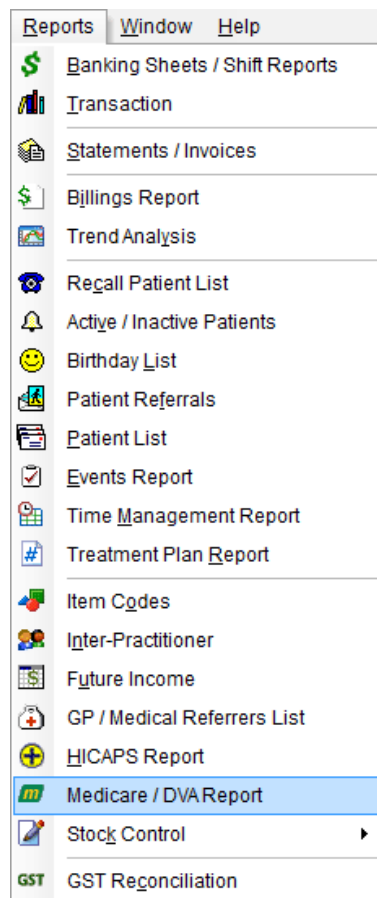 Reports Window Help
Banking Sheets / Shift Reports
Transaction
Statements / Invoices
$ Billings Report
Trend Analysis
Recall Patient List
Active / Inactive Patients
Birthday List
Patient Referrals
Patient List
Events Report
Time Management Report
# Treatment Plan Report
Item Codes
Inter-Practitioner
$ Future Income
GP / Medical Referrers List
HICAPS Report
m Medicare / DVA Report
Stock Control
GST GST Reconciliation